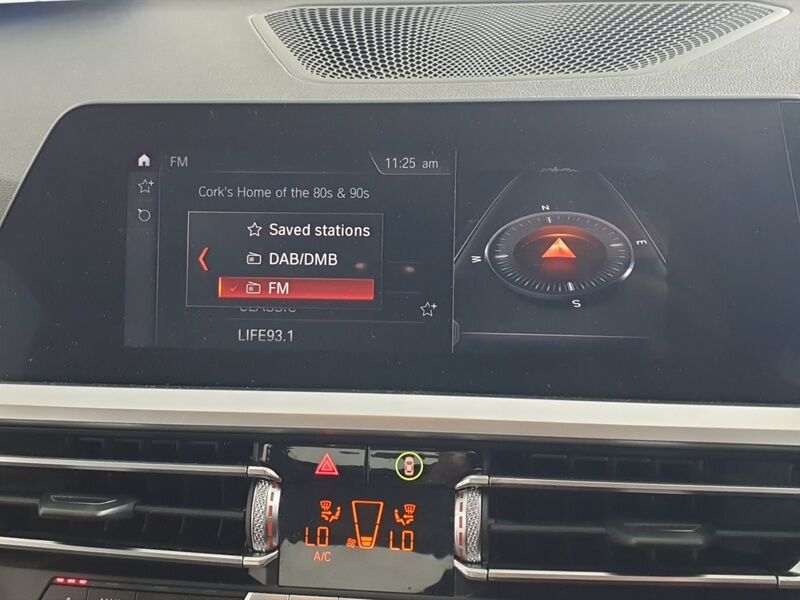 FM
11:25 am
Cork's Home of the 80s & 90s
Saved stations
DAB/DMB
FM
CLASSIC
LIFE93.1
N
E
W
S
LO
LO
A/C